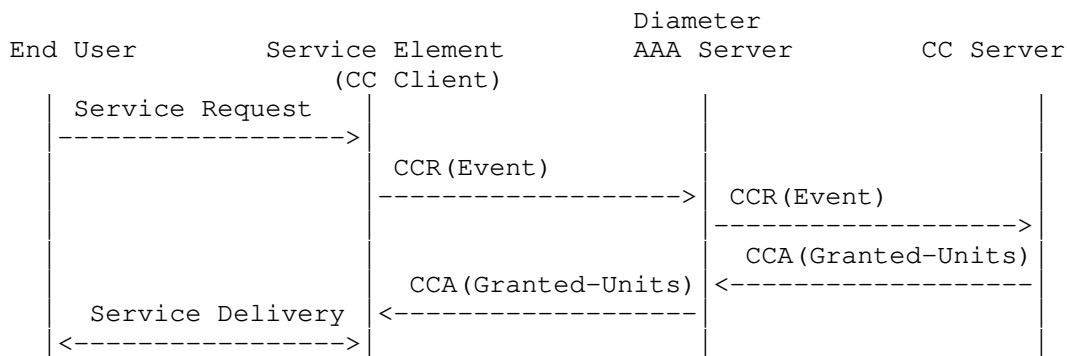 Diameter
End User Service Element AAA Server CC Server
(CC Client)
Service Request
CCR(Event)
CCR(Event)
CCA(Granted-Units)
CCA(Granted-Units)
Service Delivery